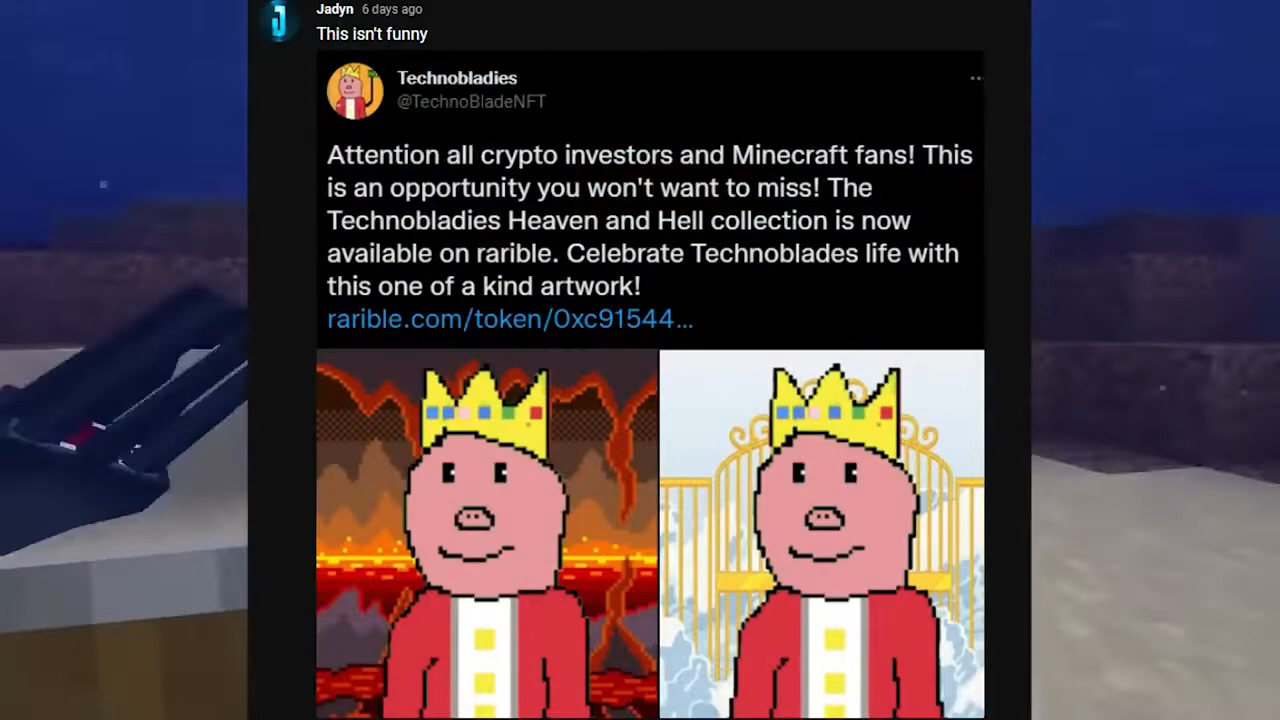 Jadyn 6 days ago
This isn't funny
Technobladies
@TechnoBladeNFT
Attention all crypto investors and Minecraft fans! This
is an opportunity you won't want to miss! The
Technobladies Heaven and Hell collection is now
available on rarible. Celebrate Technoblades life with
this one of a kind artwork!
rarible.com/token/0xc91544...